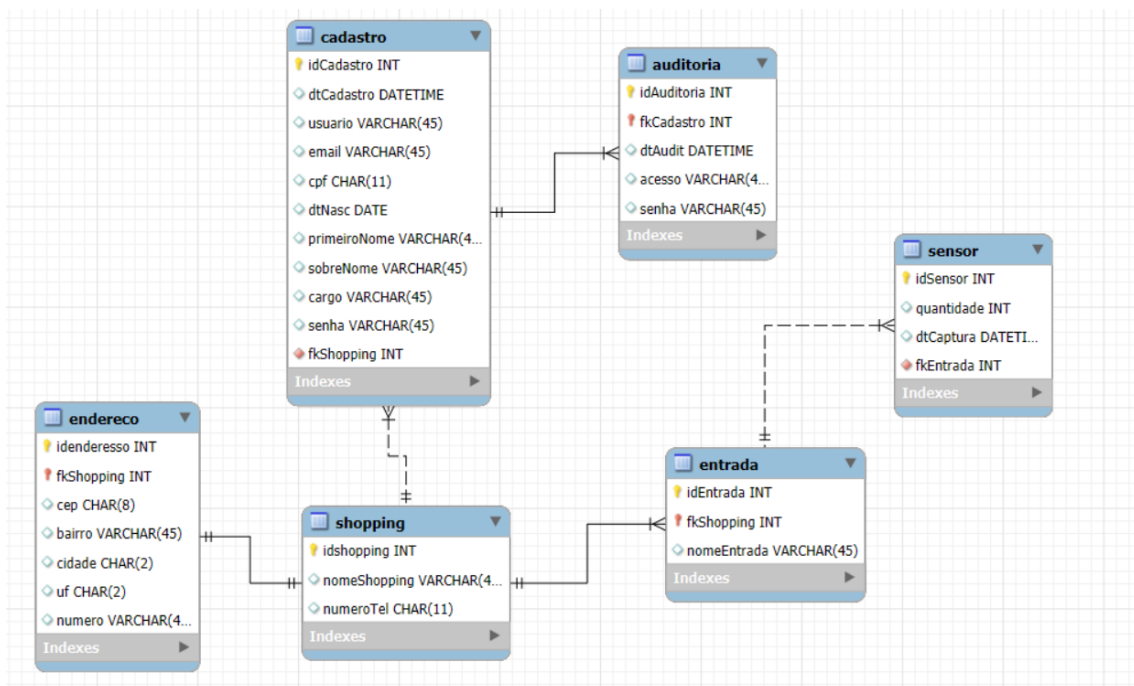 cadastro
idCadastro INT
dtCadastro DATETIME
usuario VARCHAR(45)
email VARCHAR(45)
cpf CHAR(11)
dtNasc DATE
primeiroNome VARCHAR(4...
sobreNome VARCHAR(45)
cargo VARCHAR(45)
senha VARCHAR(45)
fkShopping INT
Indexes
auditoria
idAuditoria INT
fkCadastro INT
dtAudit DATETIME
acesso VARCHAR(4...
senha VARCHAR(45)
Indexes
sensor
idSensor INT
quantidade INT
dtCaptura DATETI...
fkEntrada INT
Indexes
endereco
idenderesso INT
fkShopping INT
cep CHAR(8)
bairro VARCHAR(45)
cidade CHAR(2)
uf CHAR(2)
numero VARCHAR(4...
Indexes
shopping
idshopping INT
nomeShopping VARCHAR(4...
numeroTel CHAR(11)
Indexes
entrada
idEntrada INT
fkShopping INT
nomeEntrada VARCHAR(45)
Indexes